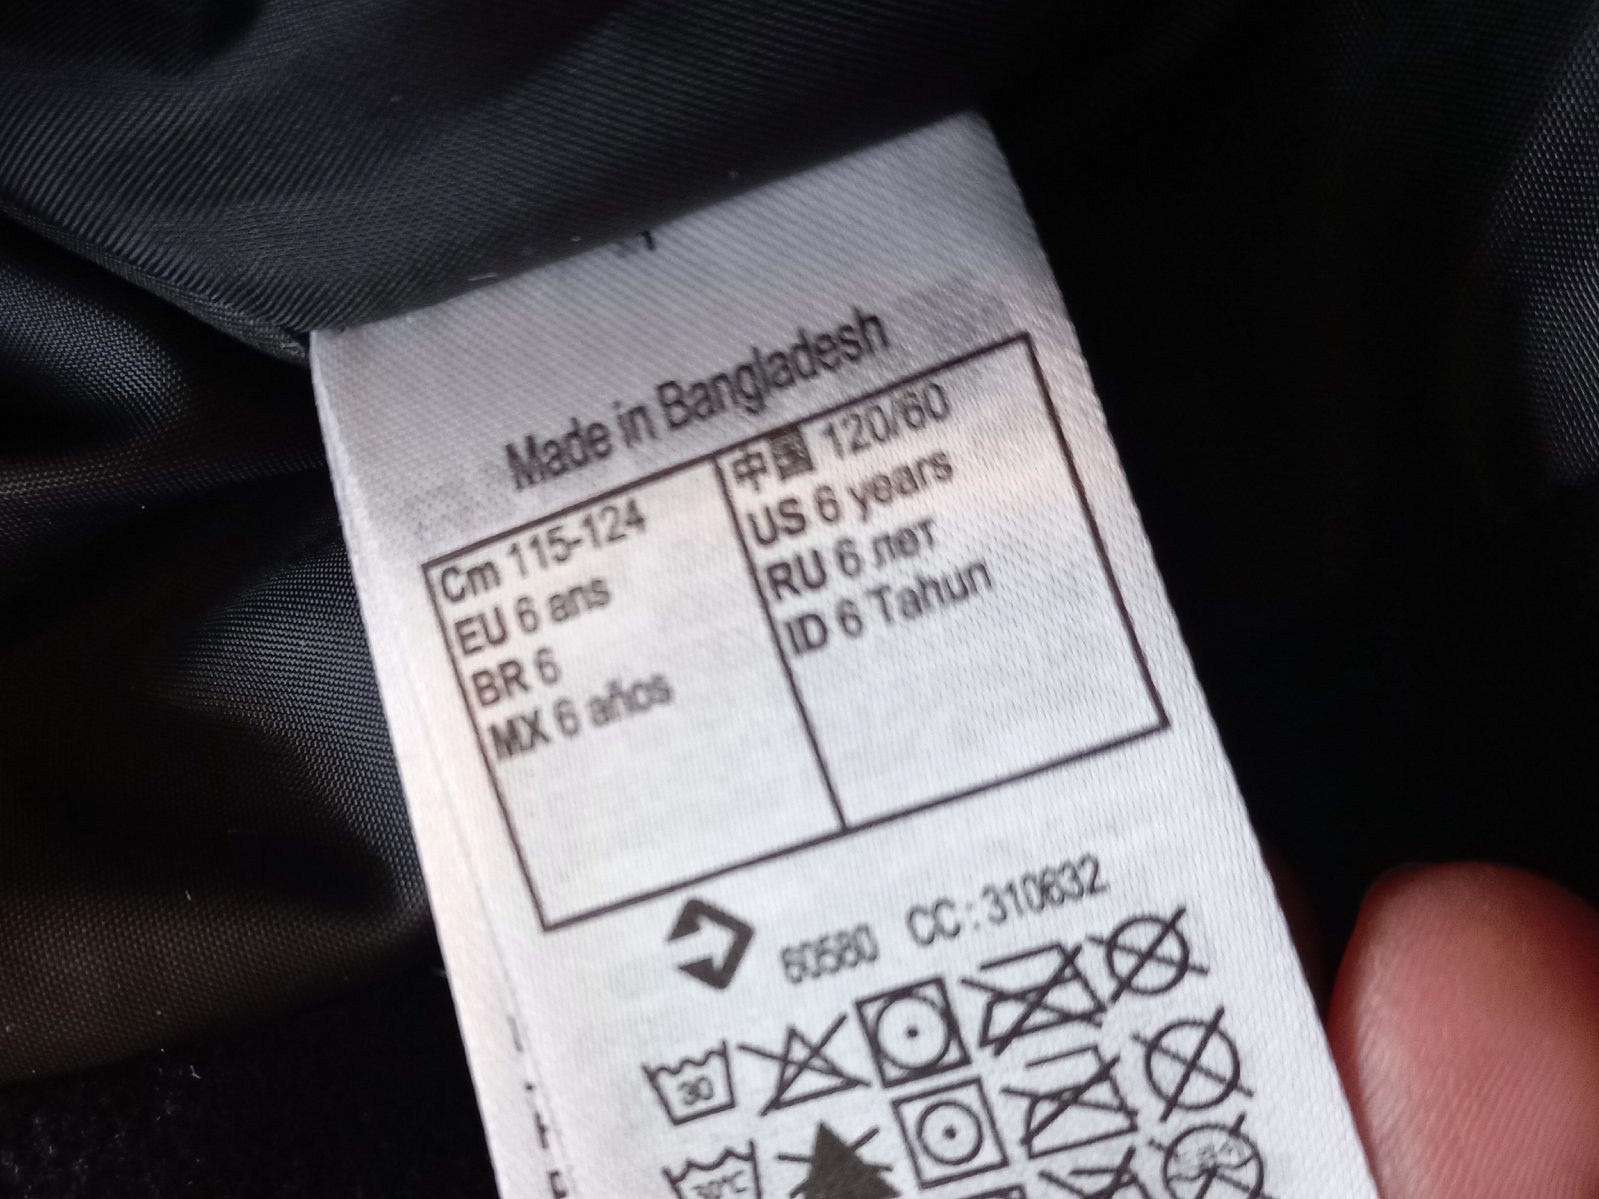 Made in Bangladesh
Cm 115-124
EU 6 ans
BR 6
MX 6 años
中国 120/60
US 6 years
RU 6 лет
ID 6 Tahun
60580 CC : 310632
30
30°C